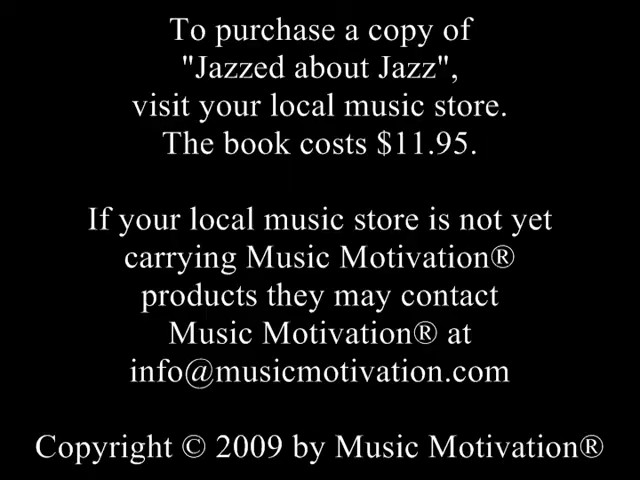 To purchase a copy of
"Jazzed about Jazz",
visit your local music store.
The book costs $11.95.
If your local music store is not yet
carrying Music Motivation®
products they may contact
Music Motivation® at
info@musicmotivation.com
Copyright © 2009 by Music Motivation®